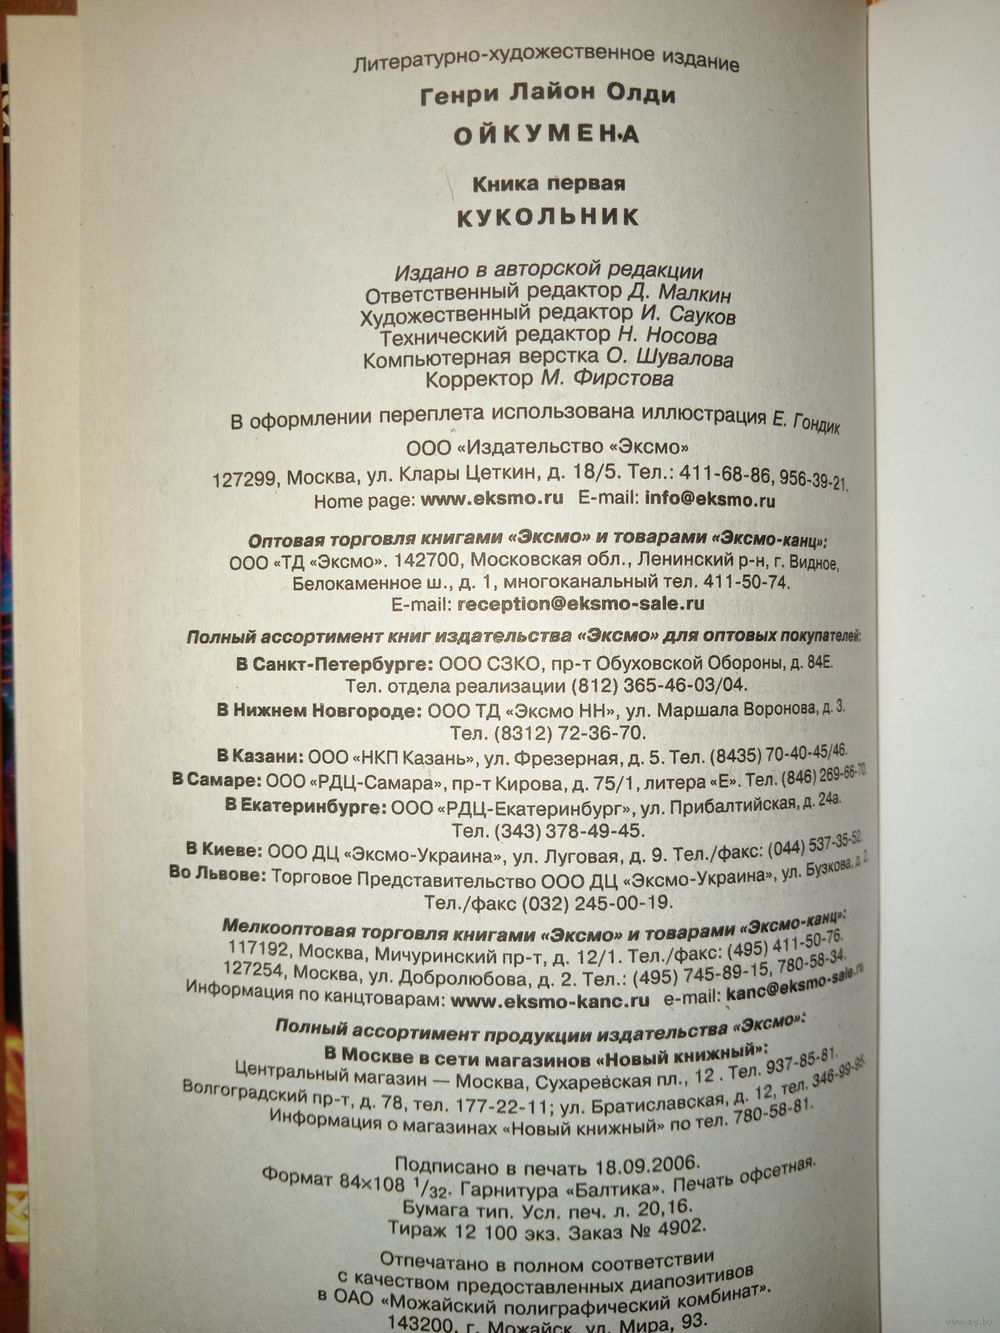 Литературно-художественное издание
Генри Лайон Олди
ОЙКУМЕНА
Книга первая
КУКОЛЬНИК
Издано в авторской редакции
Ответственный редактор Д. Малкин
Художественный редактор И. Сауков
Технический редактор Н. Носова
Компьютерная верстка О. Шувалова
Корректор М. Фирстова
В оформлении переплета использована иллюстрация Е. Гондик
ООО «Издательство «Эксмо»
127299, Москва, ул. Клары Цеткин, д. 18/5. Тел.: 411-68-86, 956-39-21.
Home page: www.eksmo.ru E-mail: info@eksmo.ru
Оптовая торговля книгами «Эксмо» и товарами «Эксмо-канц»:
ООО «ТД «Эксмо». 142700, Московская обл., Ленинский р-н, г. Видное,
Белокаменное ш., д. 1, многоканальный тел. 411-50-74.
E-mail: reception@eksmo-sale.ru
Полный ассортимент книг издательства «Эксмо» для оптовых покупателей:
В Санкт-Петербурге: ООО СЗКО, пр-т Обуховской Обороны, д. 84Е.
Тел. отдела реализации (812) 365-46-03/04.
В Нижнем Новгороде: ООО ТД «Эксмо НН», ул. Маршала Воронова, д. 3.
Тел. (8312) 72-36-70.
В Казани: ООО «НКП Казань», ул. Фрезерная, д. 5. Тел. (8435) 70-40-45/46.
В Самаре: ООО «РДЦ-Самара», пр-т Кирова, д. 75/1, литера «Е». Тел. (846) 269-66-70.
В Екатеринбурге: ООО «РДЦ-Екатеринбург», ул. Прибалтийская, д. 24а.
Тел. (343) 378-49-45.
В Киеве: ООО ДЦ «Эксмо-Украина», ул. Луговая, д. 9. Тел./факс: (044) 537-35-52.
Во Львове: Торговое Представительство ООО ДЦ «Эксмо-Украина», ул. Бузкова, д. 2.
Тел./факс (032) 245-00-19.
Мелкооптовая торговля книгами «Эксмо» и товарами «Эксмо-канц»:
117192, Москва, Мичуринский пр-т, д. 12/1. Тел./факс: (495) 411-50-76.
127254, Москва, ул. Добролюбова, д. 2. Тел.: (495) 745-89-15, 780-58-34.
Информация по канцтоварам: www.eksmo-kanc.ru e-mail: kanc@eksmo-sale.ru
Полный ассортимент продукции издательства «Эксмо»:
В Москве в сети магазинов «Новый книжный»:
Центральный магазин — Москва, Сухаревская пл., 12 . Тел. 937-85-81.
Волгоградский пр-т, д. 78, тел. 177-22-11; ул. Братиславская, д. 12, тел. 346-99-95.
Информация о магазинах «Новый книжный» по тел. 780-58-81.
Подписано в печать 18.09.2006.
Формат 84×108 1/32. Гарнитура «Балтика». Печать офсетная.
Бумага тип. Усл. печ. л. 20,16.
Тираж 12 100 экз. Заказ № 4902.
Отпечатано в полном соответствии
с качеством предоставленных диапозитивов
в ОАО «Можайский полиграфический комбинат».
143200, г. Можайск, ул. Мира, 93.
www.ay.by